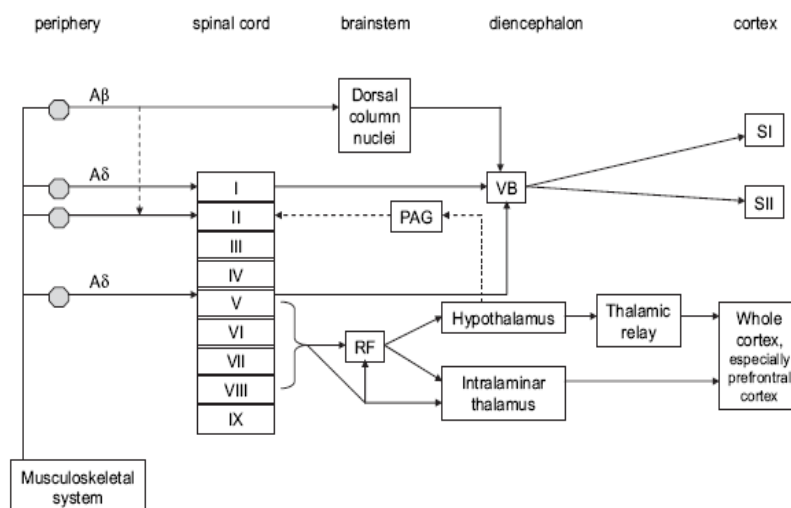 periphery spinal cord brainstem diencephalon cortex
Aβ
Dorsal
column
nuclei
SI
Aδ
I
VB
II
PAG
SII
III
IV
Aδ
V
Hypothalamus
Thalamic
relay
Whole
cortex,
especially
prefrontal
cortex
VI
RF
VII
Intralaminar
thalamus
VIII
IX
Musculoskeletal
system